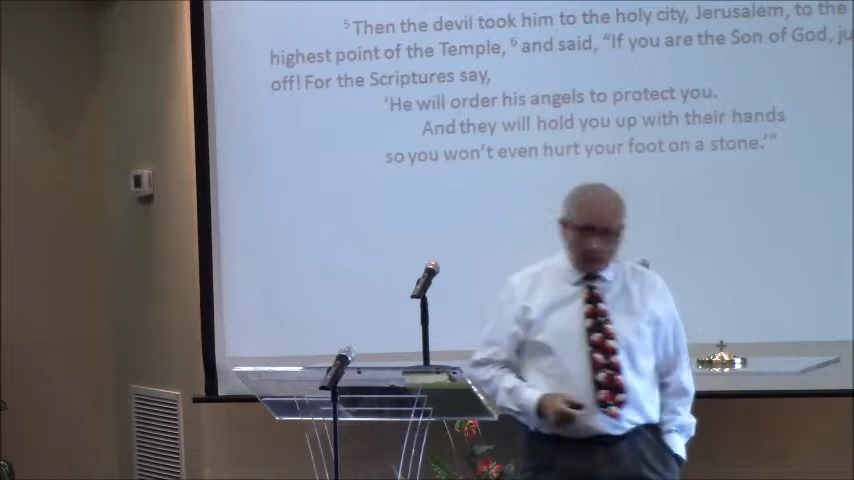 ⁵Then the devil took him to the holy city, Jerusalem, to the
highest point of the Temple, ⁶and said, “If you are the Son of God,
off! For the Scriptures say,
‘He will order his angels to protect you.
And they will hold you up with their hands
so you won’t even hurt your foot on a stone.’”